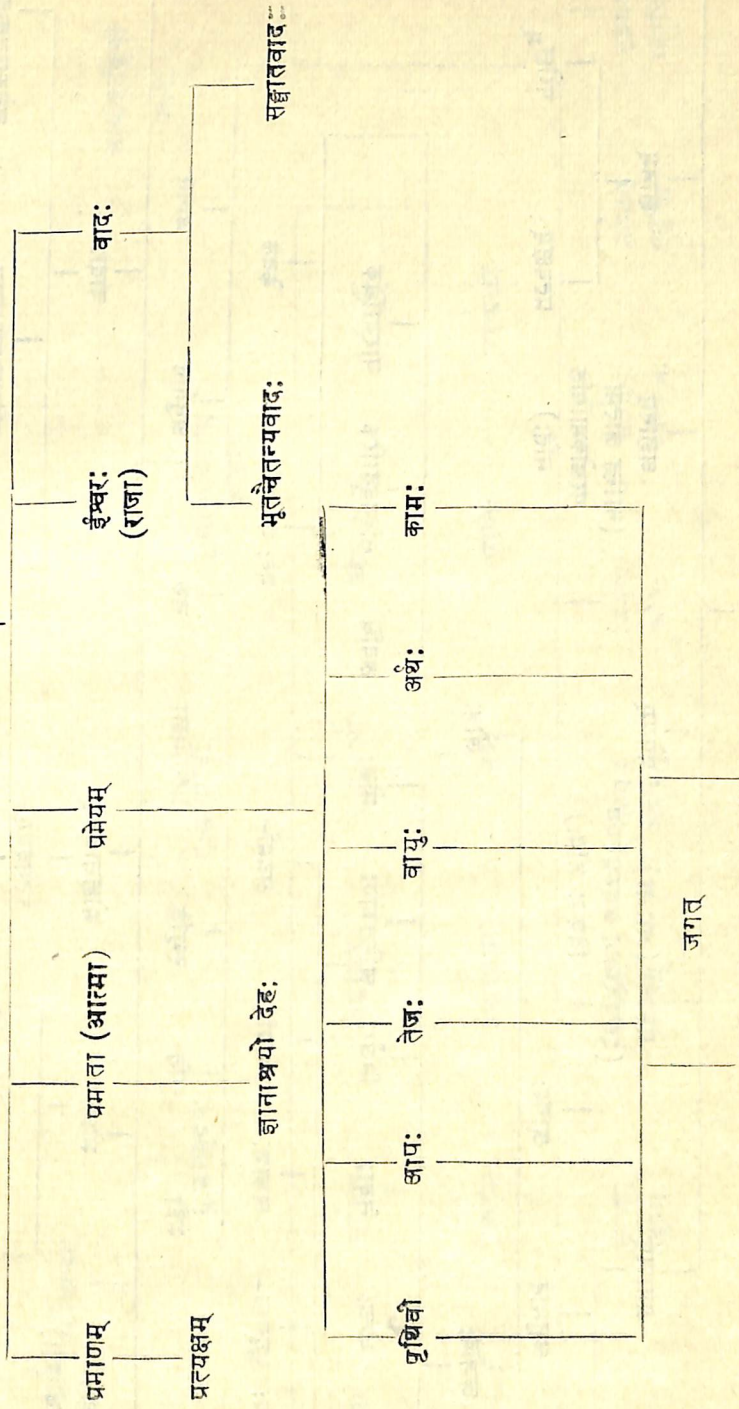 प्रमाणम्
प्रमाता (आत्मा)
प्रमेयम्
ईश्वरः
(राजा)
वादः
प्रत्यक्षम्
ज्ञानाश्रयो देहः
भूतचैतन्यवादः
सङ्घातवादः
पृथिवी
आपः
तेजः
वायुः
अर्थः
कामः
जगत्